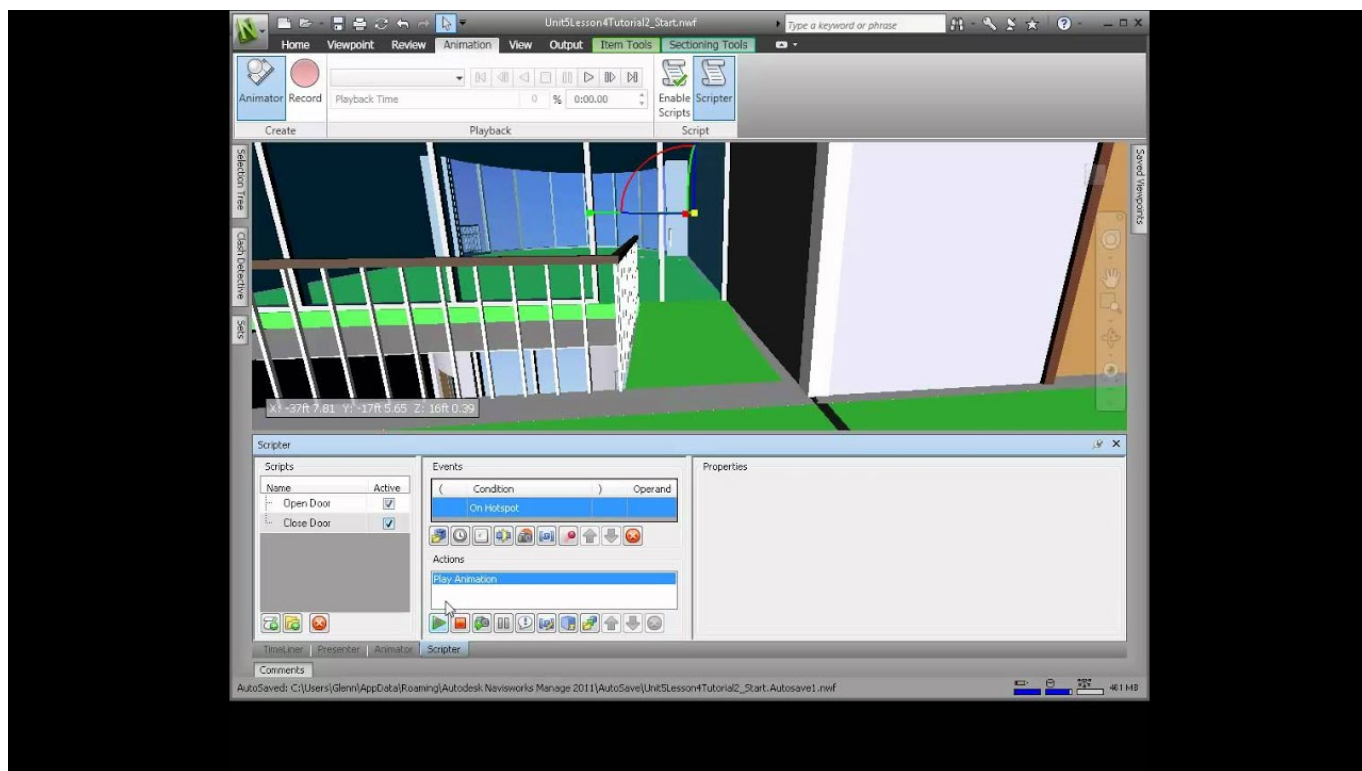 Unit5Lesson4Tutorial2_Start.nwf
Type a keyword or phrase
Home Viewpoint Review Animation View Output Item Tools Sectioning Tools
Animator Record
Playback Time 0 % 0:00.00
Enable Scripts Scripter
Create Playback Script
Selection Tree
Clash Detective
Sets
Saved Viewpoints
X: -37ft 7.81 Y: -17ft 5.65 Z: 16ft 0.39
Scripter
Scripts
Name Active
Open Door
Close Door
Events
( Condition ) Operand
On Hotspot
Actions
Play Animation
Properties
TimeLiner Presenter Animator Scripter
Comments
AutoSaved: C:\Users\Glenn\AppData\Roaming\Autodesk Navisworks Manage 2011\AutoSave\Unit5Lesson4Tutorial2_Start.Autosave1.nwf
461 MB